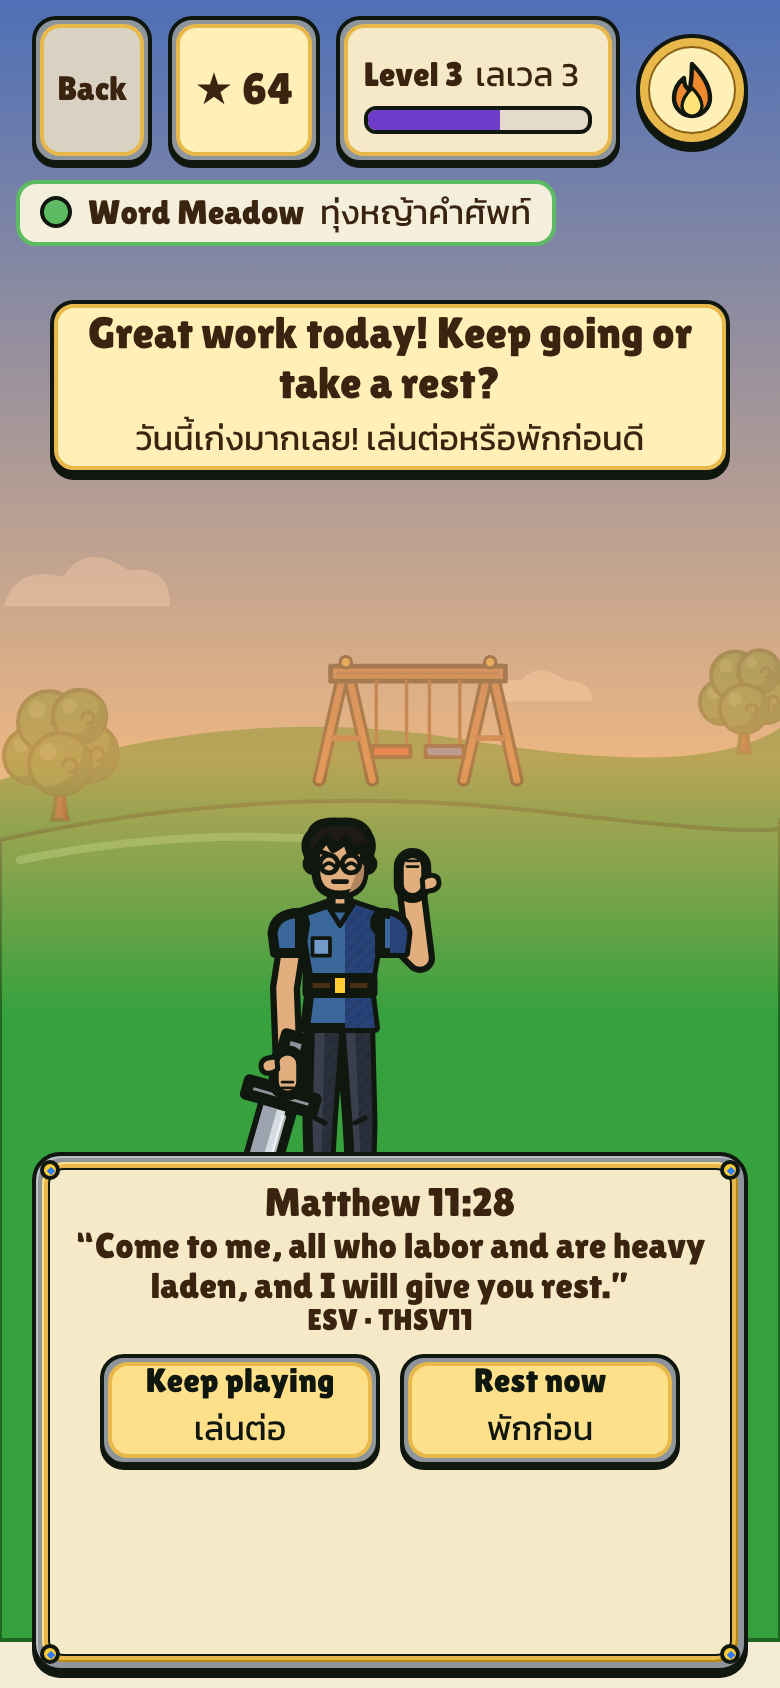 Back
★ 64
Level 3 เลเวล 3
Word Meadow ทุ่งหญ้าคำศัพท์
Great work today! Keep going or
take a rest?
วันนี้เก่งมากเลย! เล่นต่อหรือพักก่อนดี
Matthew 11:28
“Come to me, all who labor and are heavy
laden, and I will give you rest.”
ESV · THSV11
Keep playing
เล่นต่อ
Rest now
พักก่อน